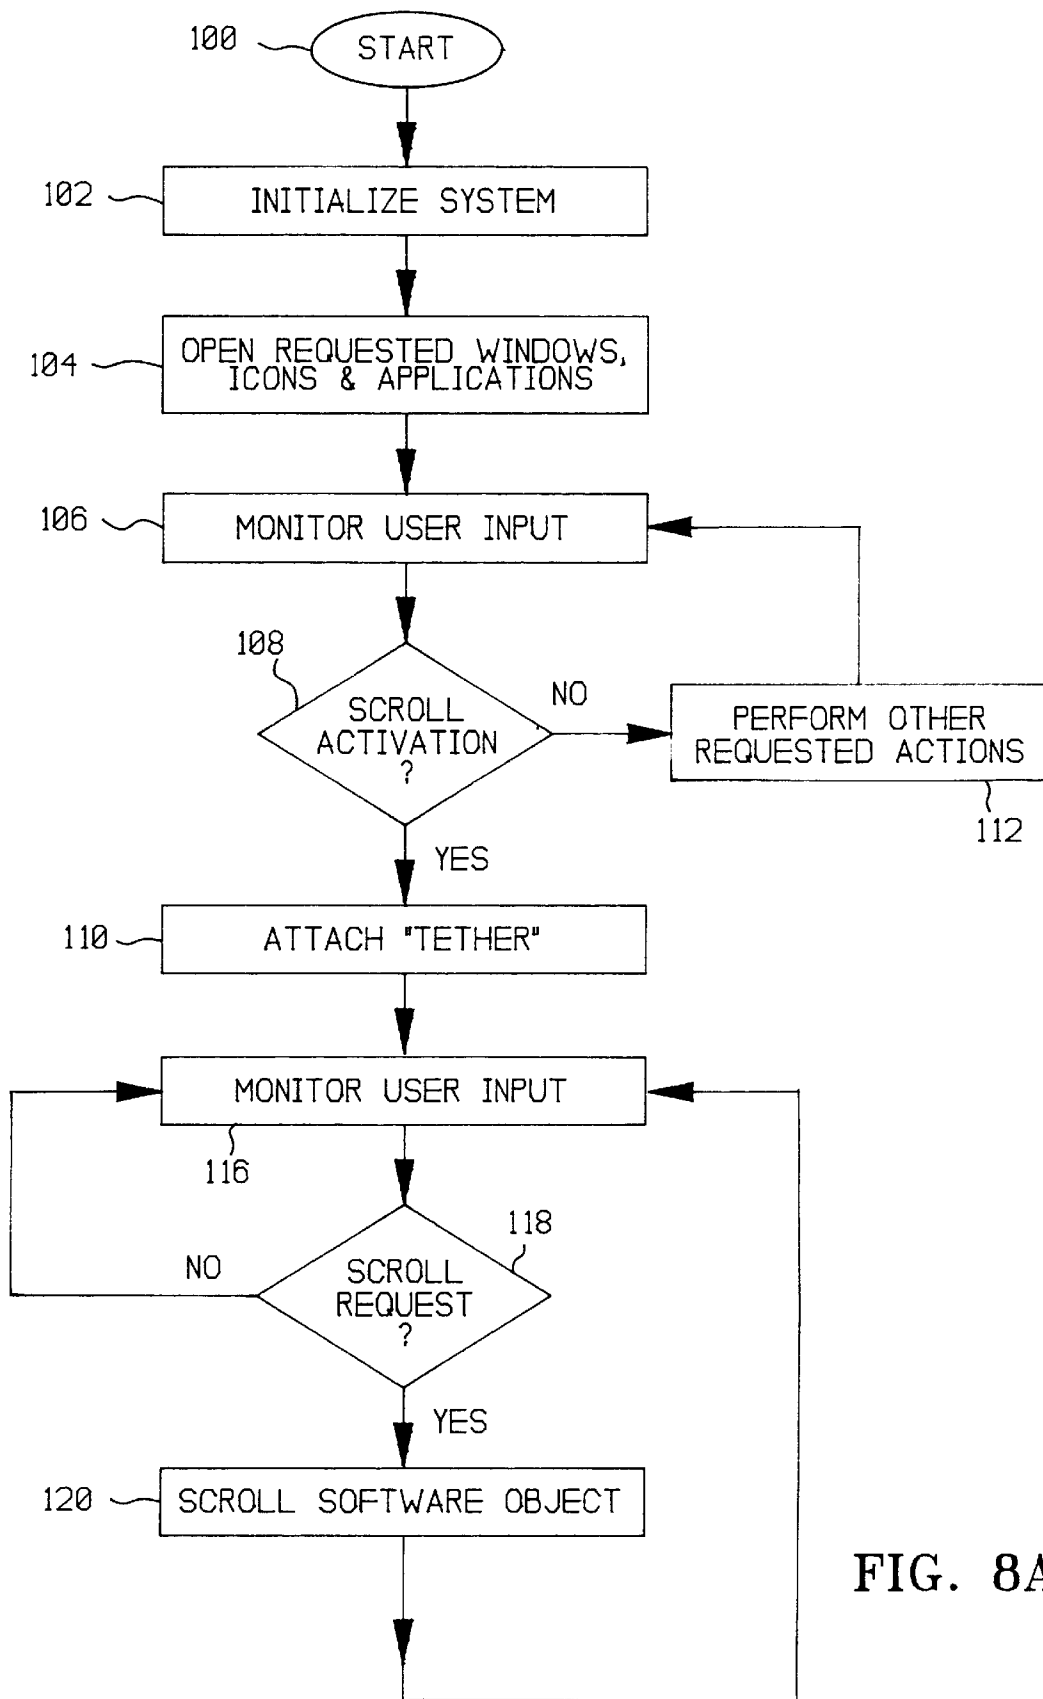 100
START
102
INITIALIZE SYSTEM
104
OPEN REQUESTED WINDOWS,
ICONS & APPLICATIONS
106
MONITOR USER INPUT
108
SCROLL
ACTIVATION
?
NO
PERFORM OTHER
REQUESTED ACTIONS
112
YES
110
ATTACH "TETHER"
MONITOR USER INPUT
116
118
SCROLL
REQUEST
?
NO
YES
120
SCROLL SOFTWARE OBJECT
FIG. 8A